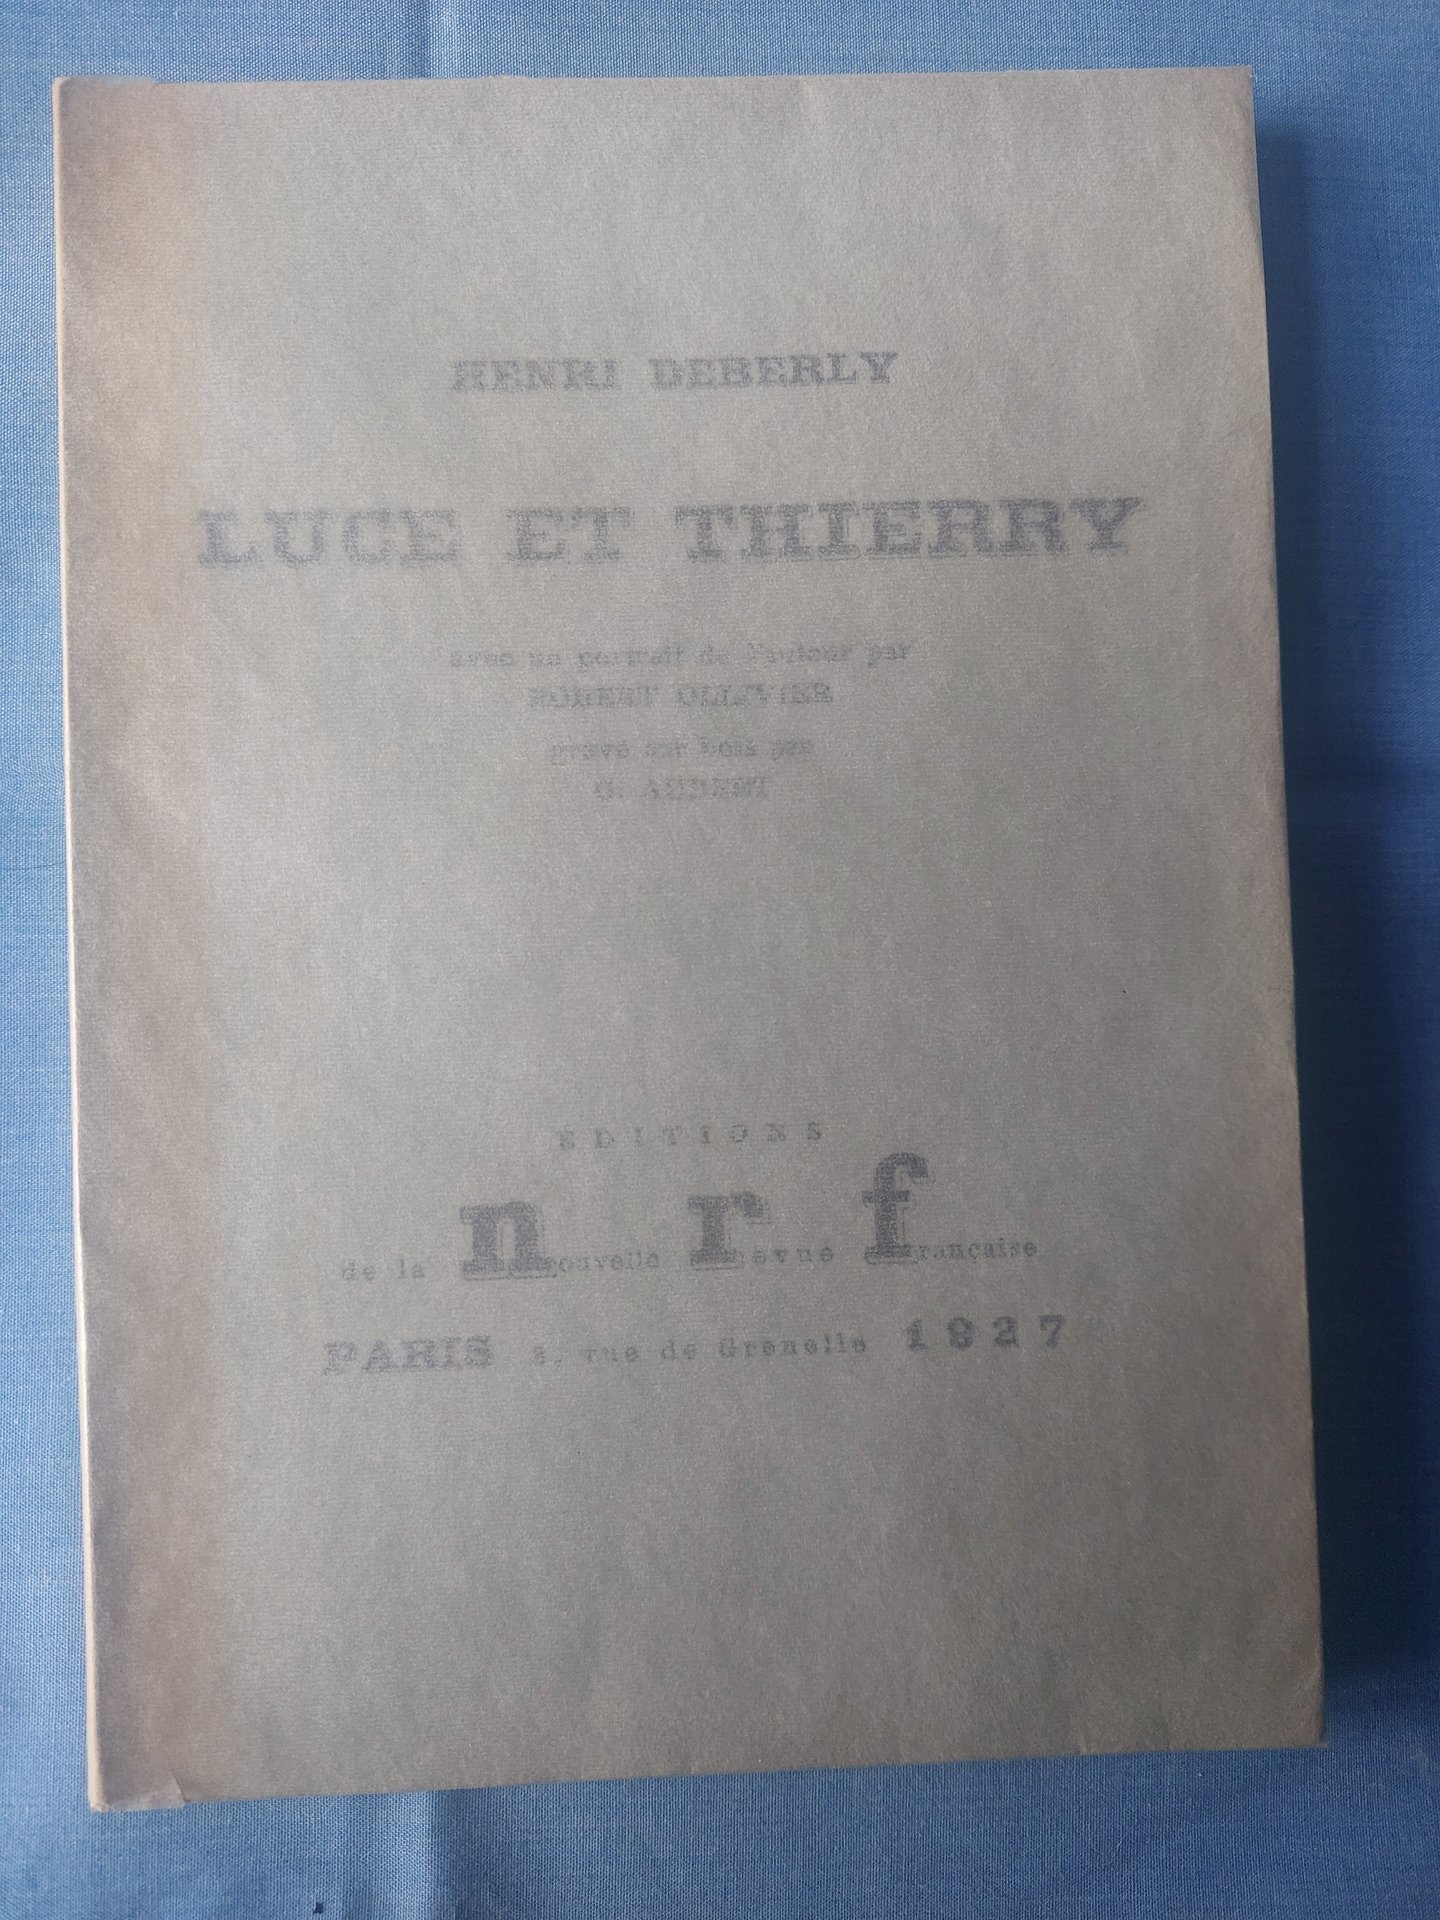 HENRI DEBERLY
LUCE ET THIERRY
avec un portrait de l'auteur par
ROBERT OLLIVIER
gravé sur bois par
G. AUBERT
EDITIONS
de la nouvelle revue française
PARIS 3, rue de Grenelle 1927